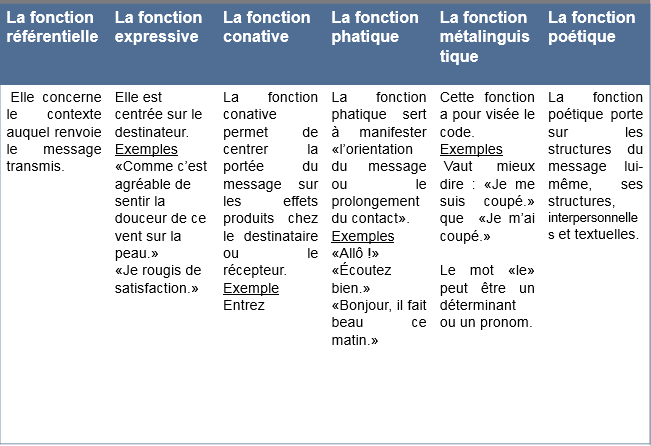 La fonction
référentielle
La fonction
expressive
La fonction
conative
La fonction
phatique
La fonction
métalinguis
tique
La fonction
poétique
Elle concerne
le contexte
auquel renvoie
le message
transmis.
Elle est
centrée sur le
destinateur.
Exemples
«Comme c’est
agréable de
sentir la
douceur de ce
vent sur la
peau.»
«Je rougis de
satisfaction.»
La fonction
conative
permet de
centrer la
portée du
message sur
les effets
produits chez
le destinataire
ou le
récepteur.
Exemple
Entrez
La fonction
phatique sert
à manifester
«l’orientation
du message
ou le
prolongement
du contact».
Exemples
«Allô !»
«Écoutez
bien.»
«Bonjour, il fait
beau ce
matin.»
Cette fonction
a pour visée le
code.
Exemples
Vaut mieux
dire : «Je me
suis coupé.»
que «Je m’ai
coupé.»
Le mot «le»
peut être un
déterminant
ou un pronom.
La fonction
poétique porte
sur les
structures du
message lui-
même, ses
structures,
interpersonnelle
s et textuelles.